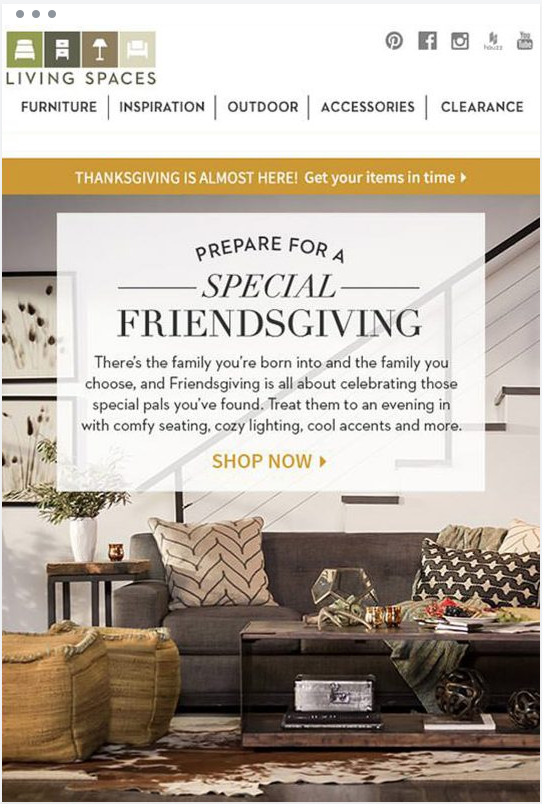 houzz
You
Tube
LIVING SPACES
FURNITURE | INSPIRATION | OUTDOOR | ACCESSORIES | CLEARANCE
THANKSGIVING IS ALMOST HERE! Get your items in time
PREPARE FOR A
SPECIAL
FRIENDSGIVING
There's the family you're born into and the family you
choose, and Friendsgiving is all about celebrating those
special pals you've found. Treat them to an evening in
with comfy seating, cozy lighting, cool accents and more.
SHOP NOW